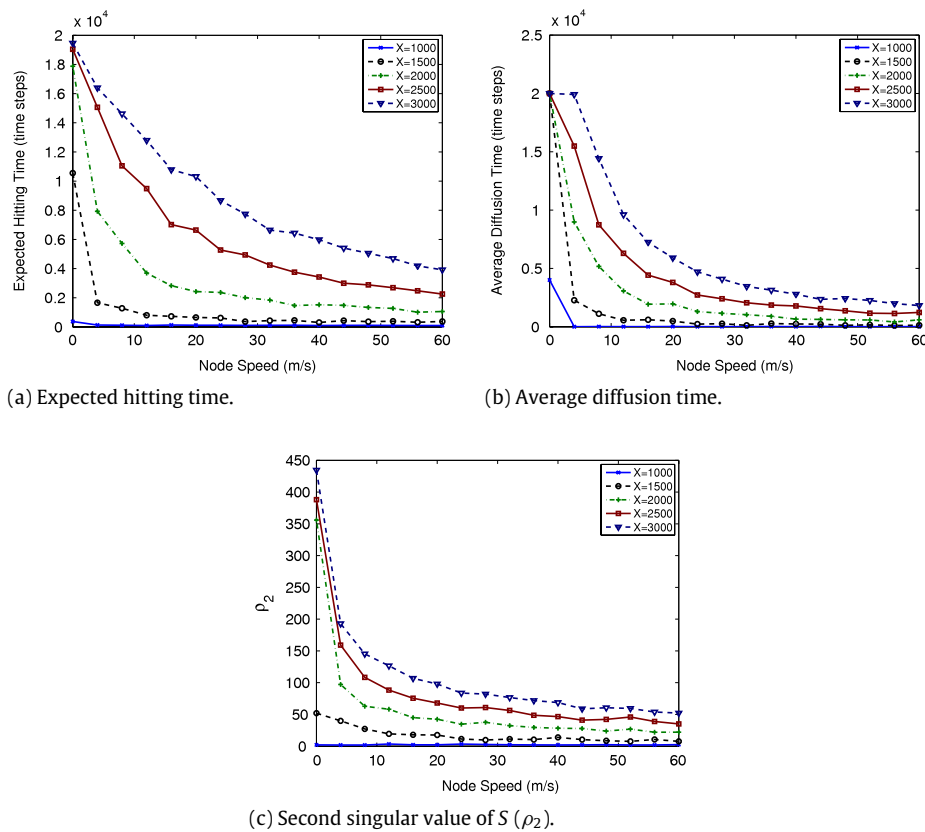 x 10^4
2
1.8
1.6
1.4
1.2
1
0.8
0.6
0.4
0.2
0
Expected Hitting Time (time steps)
X=1000
X=1500
X=2000
X=2500
X=3000
0 10 20 30 40 50 60
Node Speed (m/s)
(a) Expected hitting time.
x 10^4
2.5
2
1.5
1
0.5
0
Average Diffusion Time (time steps)
X=1000
X=1500
X=2000
X=2500
X=3000
0 10 20 30 40 50 60
Node Speed (m/s)
(b) Average diffusion time.
450
400
350
300
250
200
150
100
50
0
ρ₂
X=1000
X=1500
X=2000
X=2500
X=3000
0 10 20 30 40 50 60
Node Speed (m/s)
(c) Second singular value of S (ρ₂).